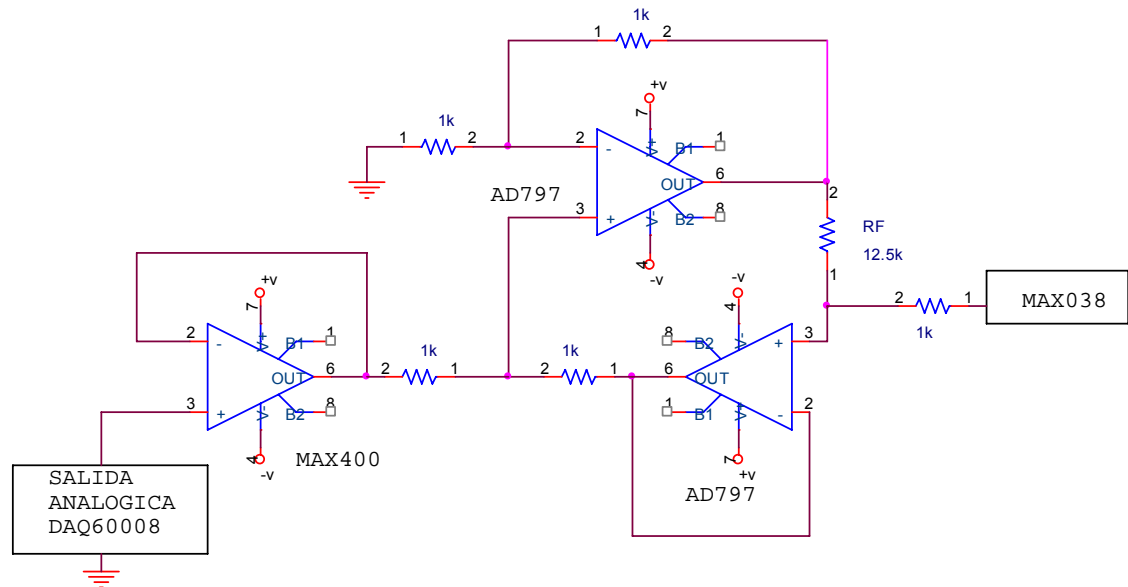 1k
1 2
+v
7
1k
1 2
2 - V+ B1 1
AD797
OUT 6
3 + V- B2 8
4
-v
2
RF
12.5k
1
+v
7
2 - V+ B1 1
OUT 6
3 + V- B2 8
4
-v
MAX400
2 1
1k
1k
2 1
-v
4
8 B2 V- + 3
6 OUT
1 B1 V+ - 2
7
+v
AD797
2 1
1k
MAX038
SALIDA
ANALOGICA
DAQ60008